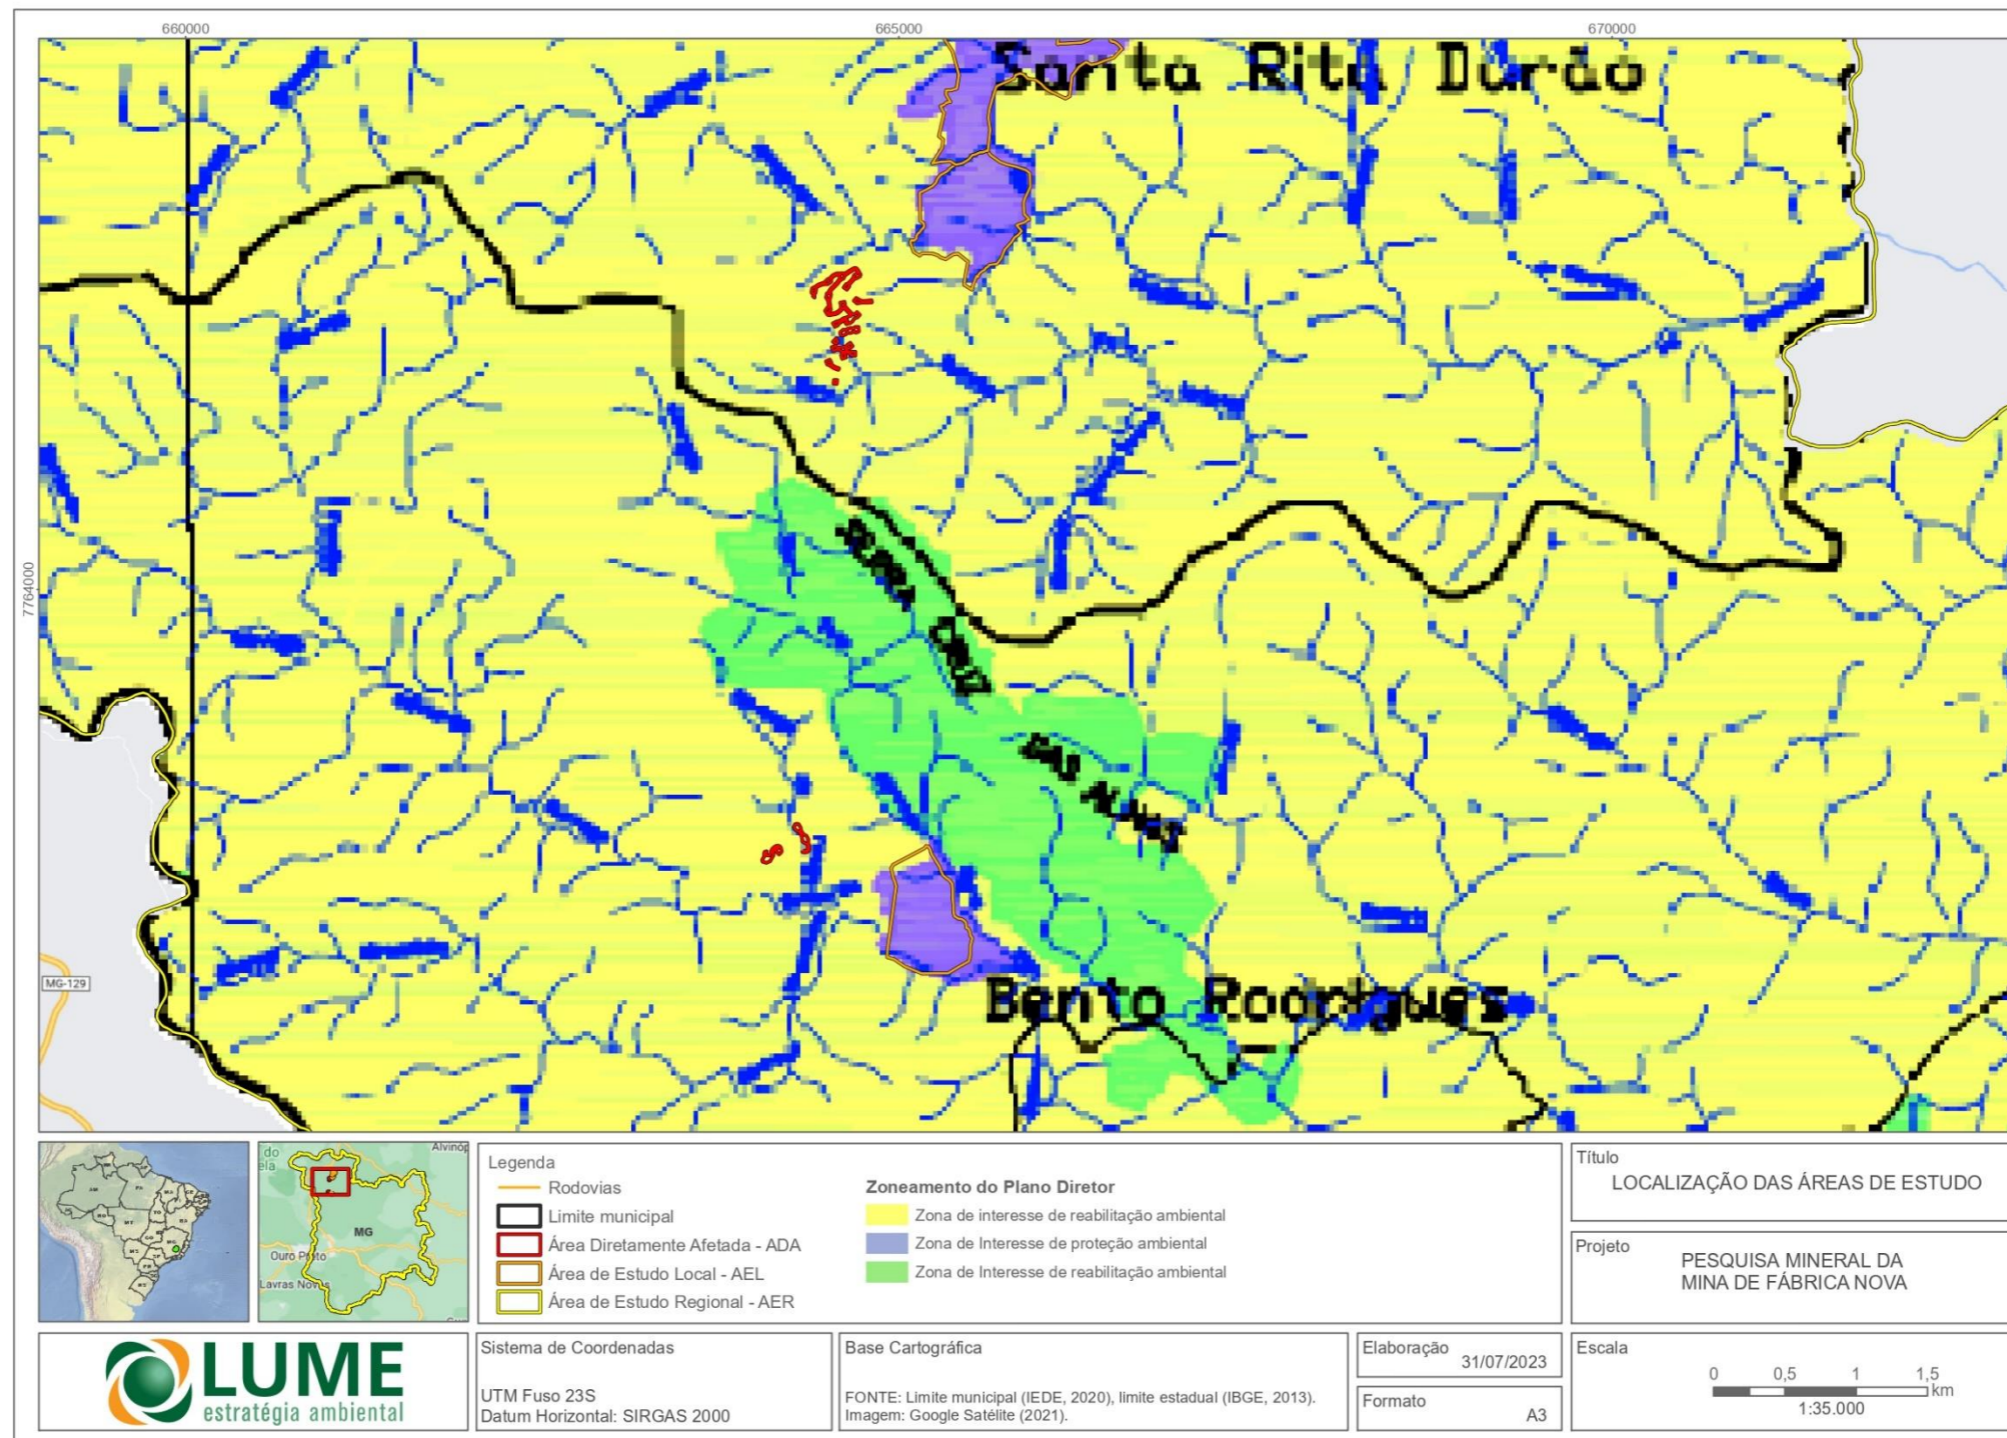 660000
665000
670000
Santa Rita Durão
7764000
MG-129
Bento Rodrigues
Alvinóp
do
ela
MG
Ouro Preto
Lavras Novas
Legenda
Rodovias
Limite municipal
Área Diretamente Afetada - ADA
Área de Estudo Local - AEL
Área de Estudo Regional - AER
Zoneamento do Plano Diretor
Zona de interesse de reabilitação ambiental
Zona de Interesse de proteção ambiental
Zona de Interesse de reabilitação ambiental
Título
LOCALIZAÇÃO DAS ÁREAS DE ESTUDO
Projeto
PESQUISA MINERAL DA
MINA DE FÁBRICA NOVA
LUME
estratégia ambiental
Sistema de Coordenadas
UTM Fuso 23S
Datum Horizontal: SIRGAS 2000
Base Cartográfica
FONTE: Limite municipal (IEDE, 2020), limite estadual (IBGE, 2013).
Imagem: Google Satélite (2021).
Elaboração
31/07/2023
Formato
A3
Escala
0 0,5 1 1,5
km
1:35.000